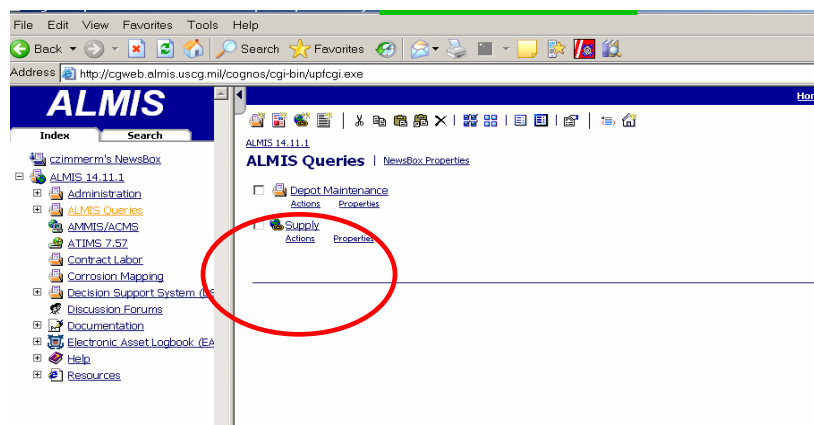 File Edit View Favorites Tools Help
Back Search Favorites
Address http://cgweb.almis.uscg.mil/cognos/cgi-bin/upfcgi.exe
ALMIS
Index Search
czimmerm's NewsBox
ALMIS 14.11.1
Administration
ALMIS Queries
AMMIS/ACMS
ATIMS 7.57
Contract Labor
Corrosion Mapping
Decision Support System
Discussion Forums
Documentation
Electronic Asset Logbook (EA
Help
Resources
Hor
ALMIS 14.11.1
ALMIS Queries | NewsBox Properties
Depot Maintenance
Actions Properties
Supply
Actions Properties